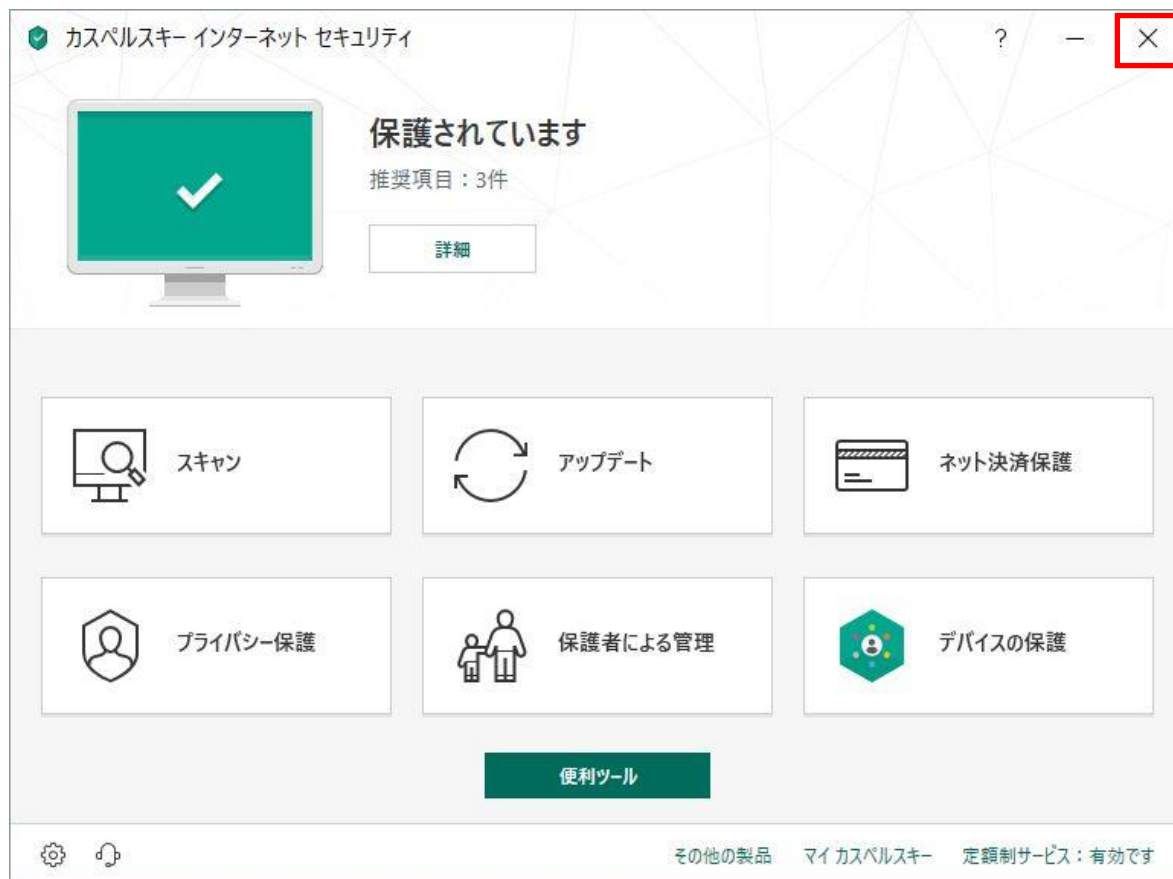 カスペルスキー インターネット セキュリティ
?
保護されています
推奨項目：3件
詳細
スキャン
アップデート
ネット決済保護
プライバシー保護
保護者による管理
デバイスの保護
便利ツール
その他の製品 マイ カスペルスキー 定額制サービス：有効です